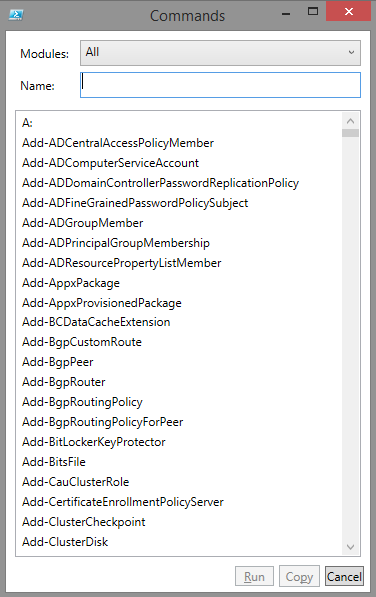 Commands
Modules: All
Name:
A:
Add-ADCentralAccessPolicyMember
Add-ADComputerServiceAccount
Add-ADDomainControllerPasswordReplicationPolicy
Add-ADFineGrainedPasswordPolicySubject
Add-ADGroupMember
Add-ADPrincipalGroupMembership
Add-ADResourcePropertyListMember
Add-AppxPackage
Add-AppxProvisionedPackage
Add-BCDataCacheExtension
Add-BgpCustomRoute
Add-BgpPeer
Add-BgpRouter
Add-BgpRoutingPolicy
Add-BgpRoutingPolicyForPeer
Add-BitLockerKeyProtector
Add-BitsFile
Add-CauClusterRole
Add-CertificateEnrollmentPolicyServer
Add-ClusterCheckpoint
Add-ClusterDisk
Run Copy Cancel